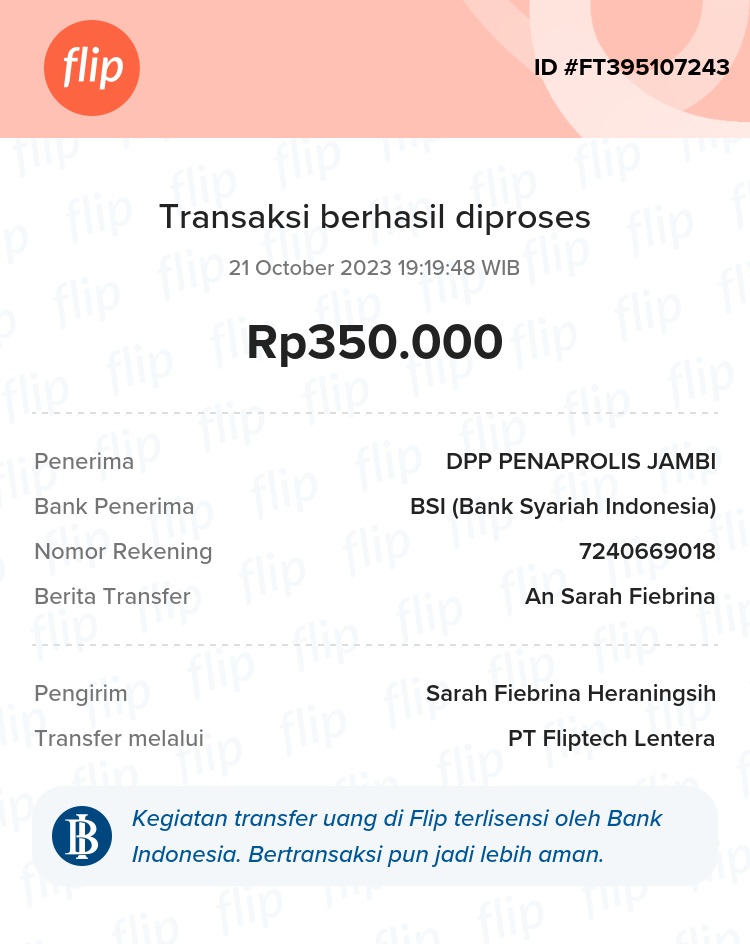 flip
ID #FT395107243
Transaksi berhasil diproses
21 October 2023 19:19:48 WIB
Rp350.000
Penerima DPP PENAPROLIS JAMBI
Bank Penerima BSI (Bank Syariah Indonesia)
Nomor Rekening 7240669018
Berita Transfer An Sarah Fiebrina
Pengirim Sarah Fiebrina Heraningsih
Transfer melalui PT Fliptech Lentera
Kegiatan transfer uang di Flip terlisensi oleh Bank
Indonesia. Bertransaksi pun jadi lebih aman.